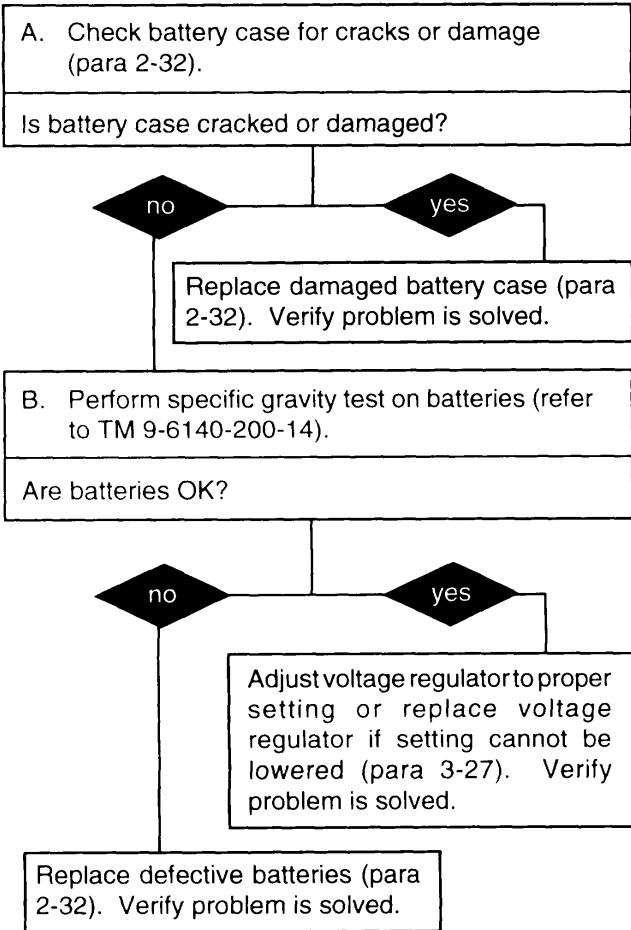 A. Check battery case for cracks or damage
(para 2-32).
Is battery case cracked or damaged?
no
yes
Replace damaged battery case (para
2-32). Verify problem is solved.
B. Perform specific gravity test on batteries (refer
to TM 9-6140-200-14).
Are batteries OK?
no
yes
Adjust voltage regulator to proper
setting or replace voltage
regulator if setting cannot be
lowered (para 3-27). Verify
problem is solved.
Replace defective batteries (para
2-32). Verify problem is solved.